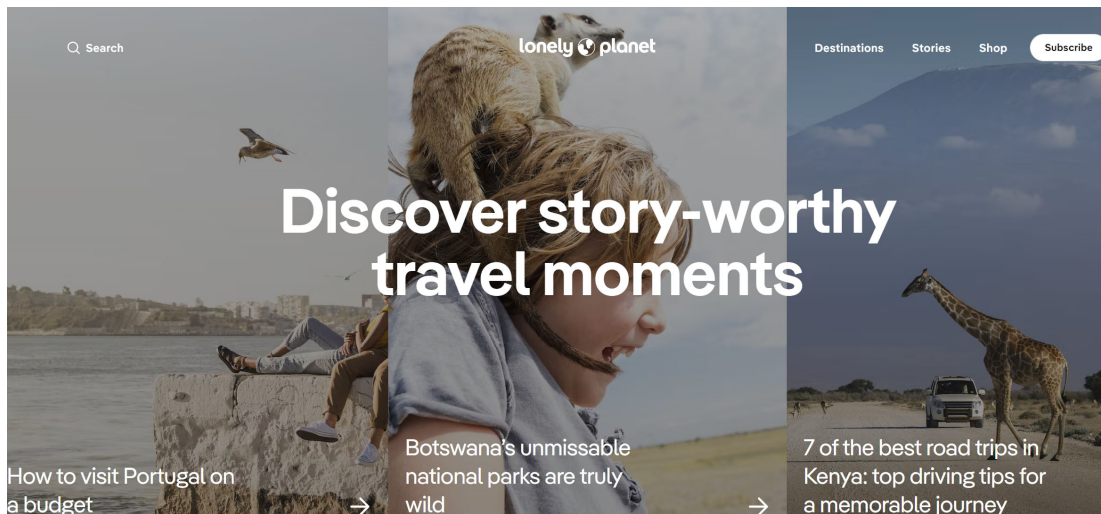 Search
lonely planet
Destinations
Stories
Shop
Subscribe
Discover story-worthy
travel moments
How to visit Portugal on
a budget
Botswana's unmissable
national parks are truly
wild
7 of the best road trips in
Kenya: top driving tips for
a memorable journey